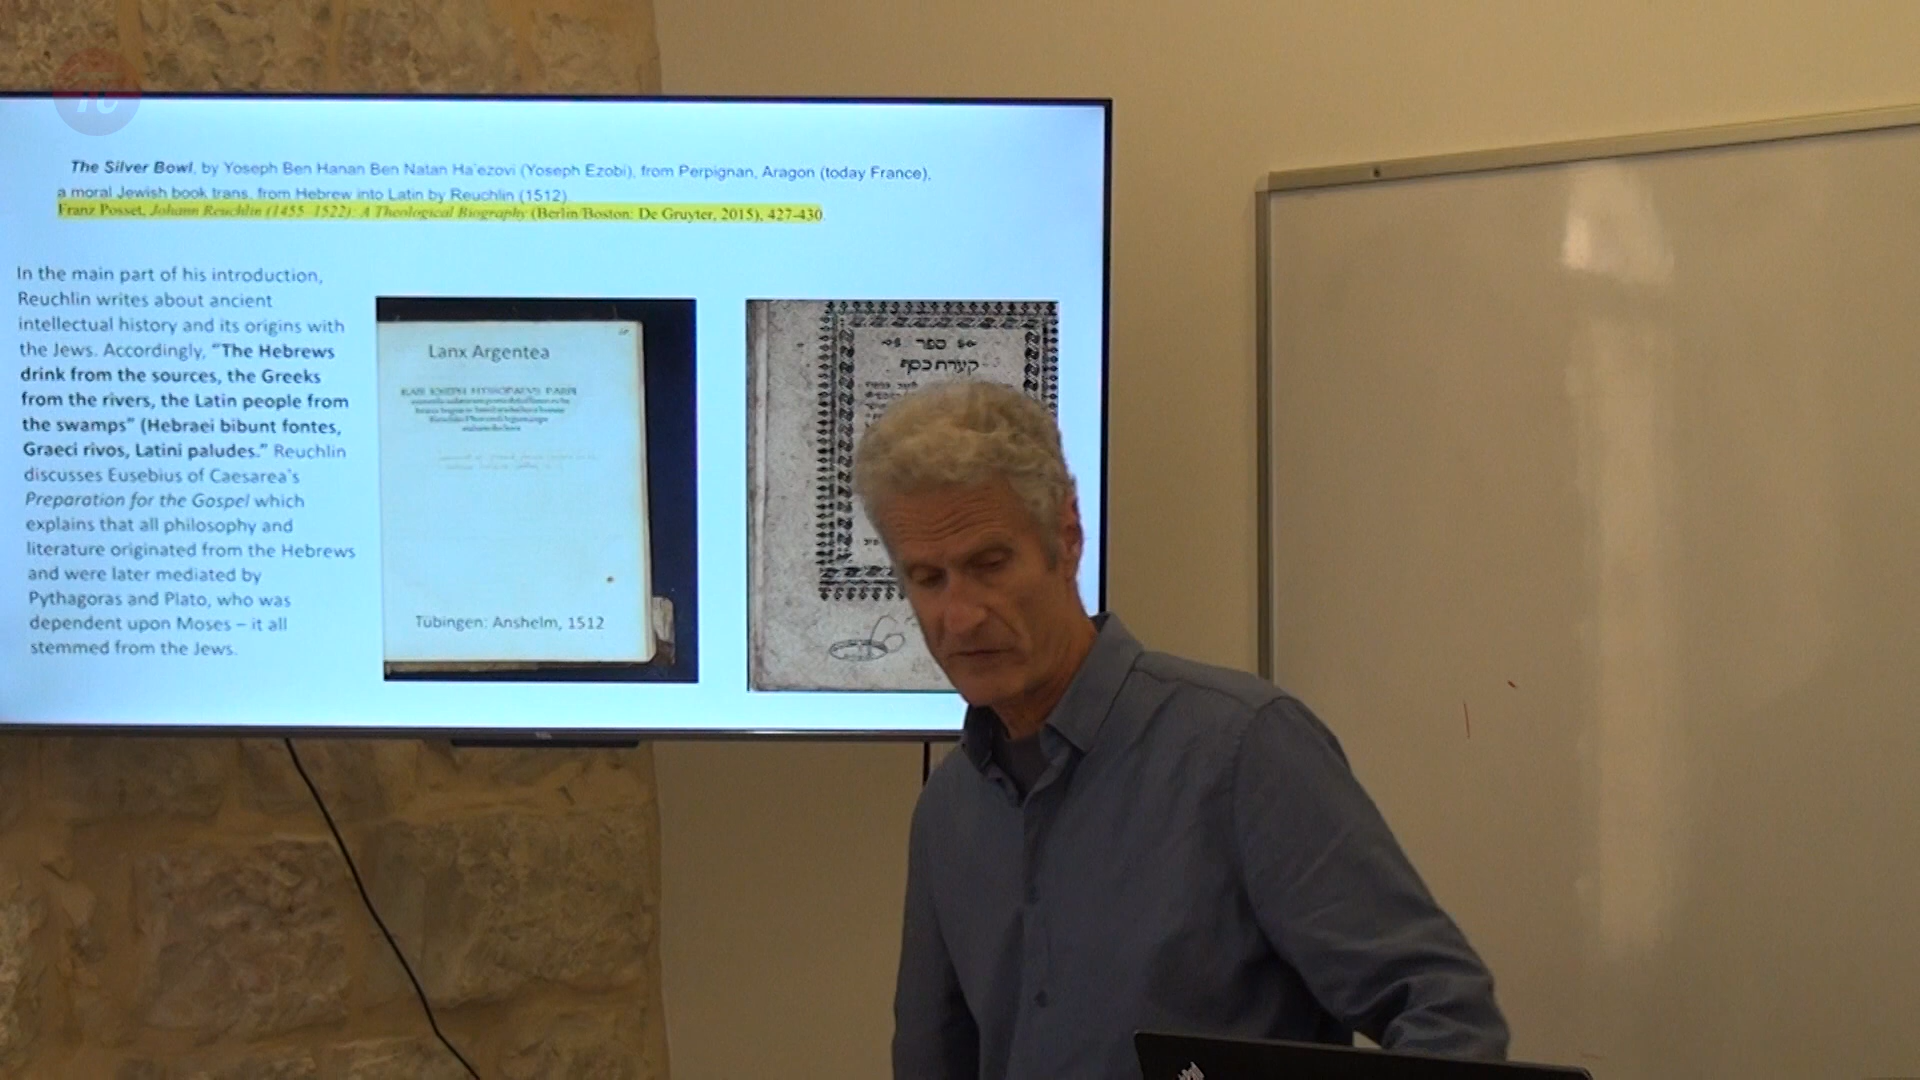 The Silver Bowl, by Yoseph Ben Hanan Ben Natan Ha'ezovi (Yoseph Ezobi), from Perpignan, Aragon (today France),
a moral Jewish book trans. from Hebrew into Latin by Reuchlin (1512)
Franz Posset, Johann Reuchlin (1455-1522): A Theological Biography (Berlin/Boston: De Gruyter, 2015), 427-430.
In the main part of his introduction,
Reuchlin writes about ancient
intellectual history and its origins with
the Jews. Accordingly, “The Hebrews
drink from the sources, the Greeks
from the rivers, the Latin people from
the swamps” (Hebraei bibunt fontes,
Graeci rivos, Latini paludes.” Reuchlin
discusses Eusebius of Caesarea's
Preparation for the Gospel which
explains that all philosophy and
literature originated from the Hebrews
and were later mediated by
Pythagoras and Plato, who was
dependent upon Moses – it all
stemmed from the Jews.
Lanx Argentea
Tübingen: Anshelm, 1512
ספר
קערת כסף